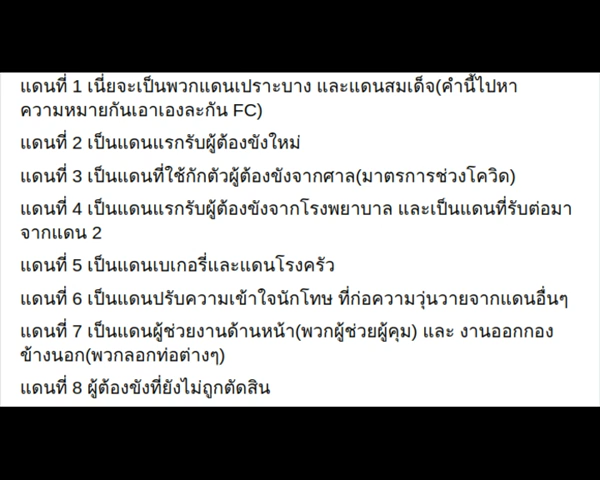 แดนที่ 1 เนี่ยจะเป็นพวกแดนเปราะบาง และแดนสมเด็จ(คำนี้ไปหา
ความหมายกันเอาเองละกัน FC)
แดนที่ 2 เป็นแดนแรกรับผู้ต้องขังใหม่
แดนที่ 3 เป็นแดนที่ใช้กักตัวผู้ต้องขังจากศาล(มาตรการช่วงโควิด)
แดนที่ 4 เป็นแดนแรกรับผู้ต้องขังจากโรงพยาบาล และเป็นแดนที่รับต่อมา
จากแดน 2
แดนที่ 5 เป็นแดนเบเกอรี่และแดนโรงครัว
แดนที่ 6 เป็นแดนปรับความเข้าใจนักโทษ ที่ก่อความวุ่นวายจากแดนอื่นๆ
แดนที่ 7 เป็นแดนผู้ช่วยงานด้านหน้า(พวกผู้ช่วยผู้คุม) และ งานออกกอง
ข้างนอก(พวกลอกท่อต่างๆ)
แดนที่ 8 ผู้ต้องขังที่ยังไม่ถูกตัดสิน